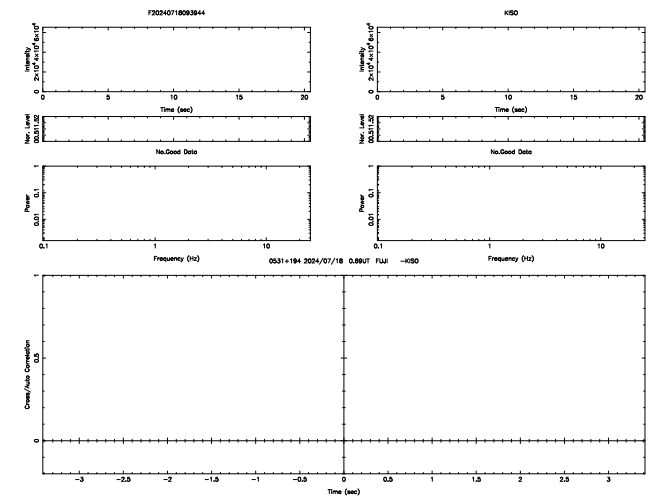 F20240718093944
KISO
Intensity
2×10⁴ 4×10⁴ 6×10⁴
0
0 5 10 15 20
Time (sec)
Intensity
2×10⁴ 4×10⁴ 6×10⁴
0
0 5 10 15 20
Time (sec)
Nor. Level
00.511.52
Nor. Level
00.511.52
No.Good Data
No.Good Data
Power
1
0.1
0.01
0.1 1 10
Frequency (Hz)
Power
1
0.1
0.01
0.1 1 10
Frequency (Hz)
0531+194 2024/07/18 0.69UT FUJI -KISO
Cross/Auto Correlation
1
0.5
0
-3 -2.5 -2 -1.5 -1 -0.5 0 0.5 1 1.5 2 2.5 3
Time (sec)